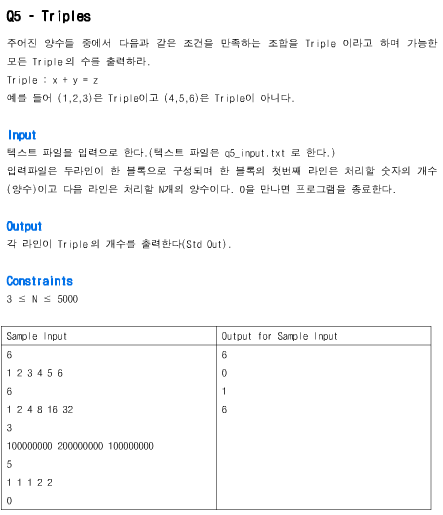 Q5 - Triples
주어진 양수들 중에서 다음과 같은 조건을 만족하는 조합을 Triple 이라고 하며 가능한
모든 Triple의 수를 출력하라.
Triple : x + y = z
예를 들어 (1,2,3)은 Triple이고 (4,5,6)은 Triple이 아니다.
Input
텍스트 파일을 입력으로 한다.(텍스트 파일은 q5_input.txt 로 한다.)
입력파일은 두라인이 한 블록으로 구성되며 한 블록의 첫번째 라인은 처리할 숫자의 개수
(양수)이고 다음 라인은 처리할 N개의 양수이다. 0을 만나면 프로그램을 종료한다.
Output
각 라인이 Triple의 개수를 출력한다(Std Out).
Constraints
3 ≤ N ≤ 5000
Sample Input Output for Sample Input
6 6
1 2 3 4 5 6 0
6 1
1 2 4 8 16 32 6
3
100000000 200000000 100000000
5
1 1 1 2 2
0